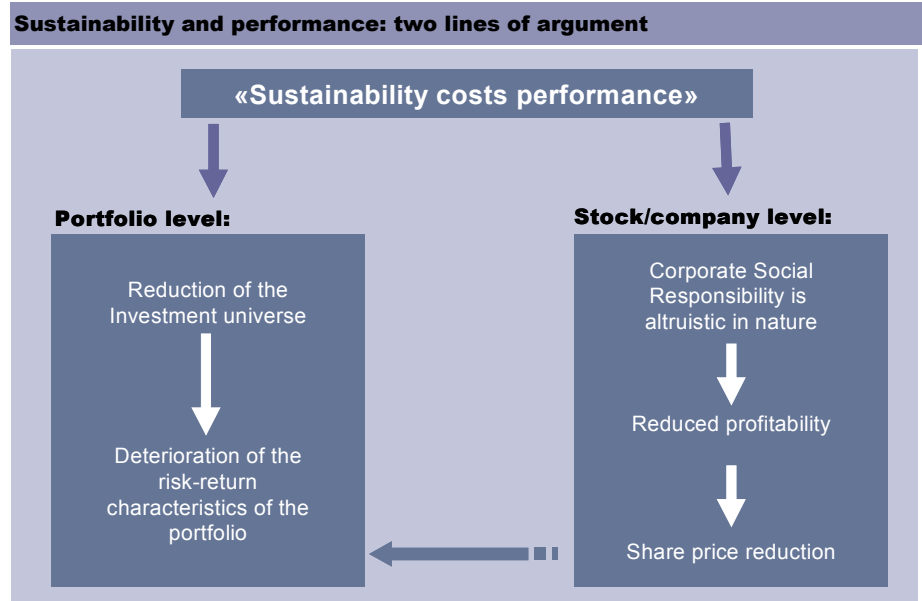 Sustainability and performance: two lines of argument
«Sustainability costs performance»
Portfolio level:
Reduction of the
Investment universe
Deterioration of the
risk-return
characteristics of the
portfolio
Stock/company level:
Corporate Social
Responsibility is
altruistic in nature
Reduced profitability
Share price reduction